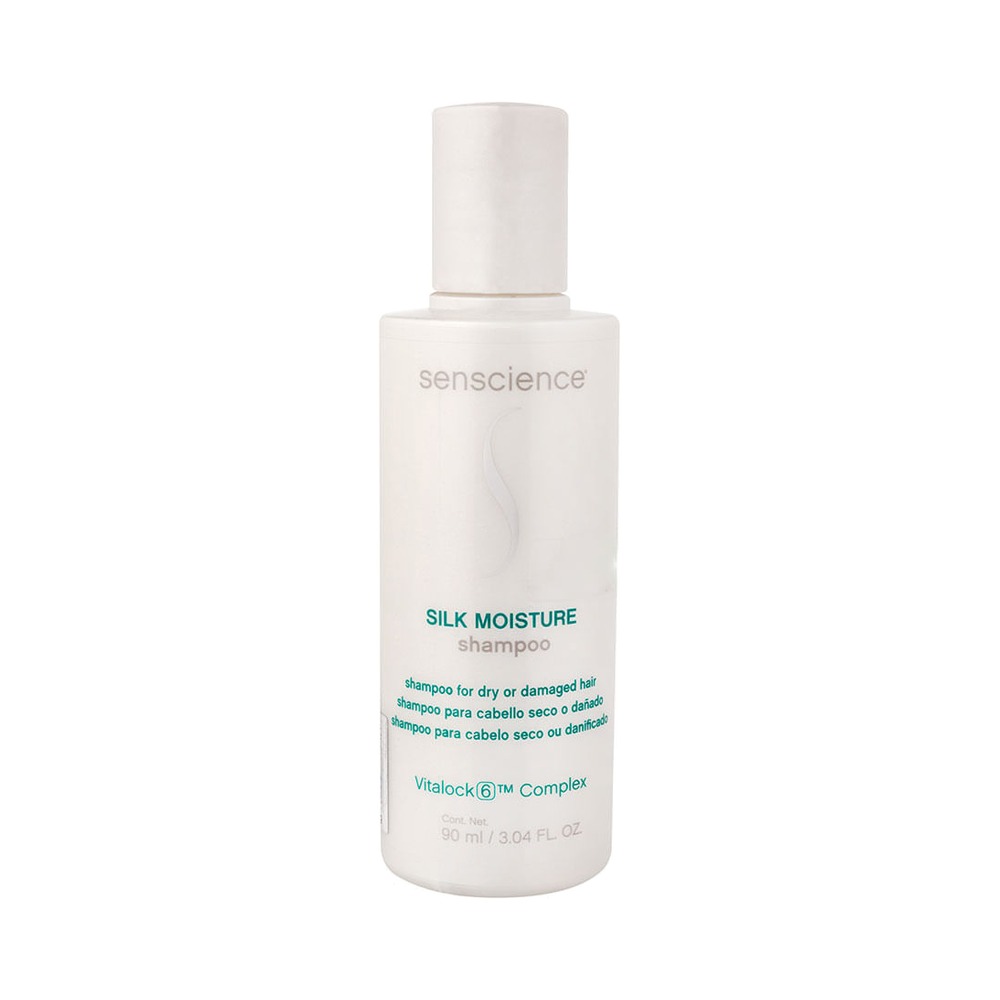 senscience®
SILK MOISTURE
shampoo
shampoo for dry or damaged hair
shampoo para cabello seco o dañado
shampoo para cabelo seco ou danificado
Vitalock6™ Complex
Cont. Net.
90 ml / 3.04 FL. OZ.